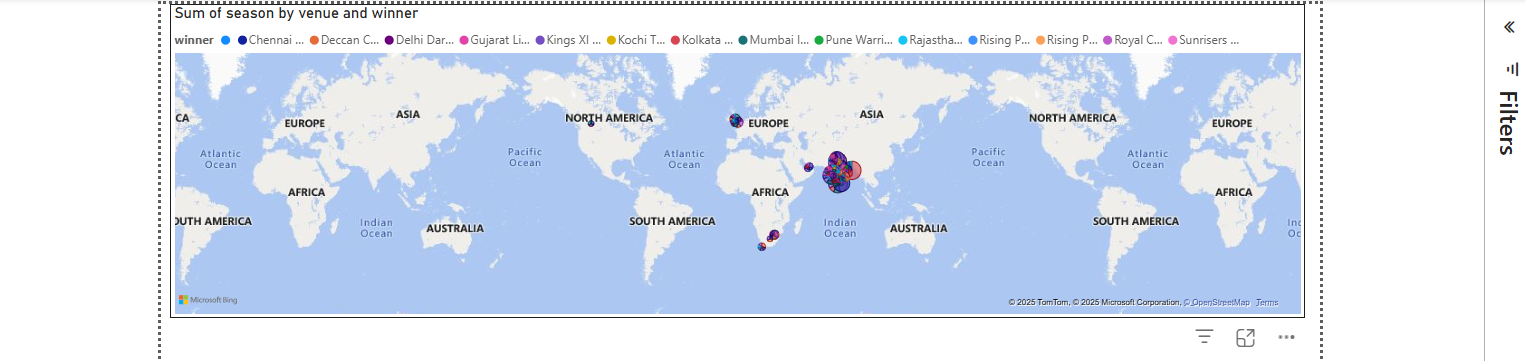 Sum of season by venue and winner
winner Chennai ... Deccan C... Delhi Dar... Gujarat Li... Kings XI ... Kochi T... Kolkata ... Mumbai I... Pune Warri... Rajastha... Rising P... Rising P... Royal C... Sunrisers ...
CA EUROPE ASIA NORTH AMERICA EUROPE ASIA NORTH AMERICA EUROPE
Atlantic Ocean Pacific Ocean Atlantic Ocean Pacific Ocean Atlantic Ocean
AFRICA AFRICA AFRICA
OUTH AMERICA Indian Ocean AUSTRALIA SOUTH AMERICA Indian Ocean AUSTRALIA SOUTH AMERICA Ind Oc
Microsoft Bing
© 2025 TomTom, © 2025 Microsoft Corporation, © OpenStreetMap Terms
Filters